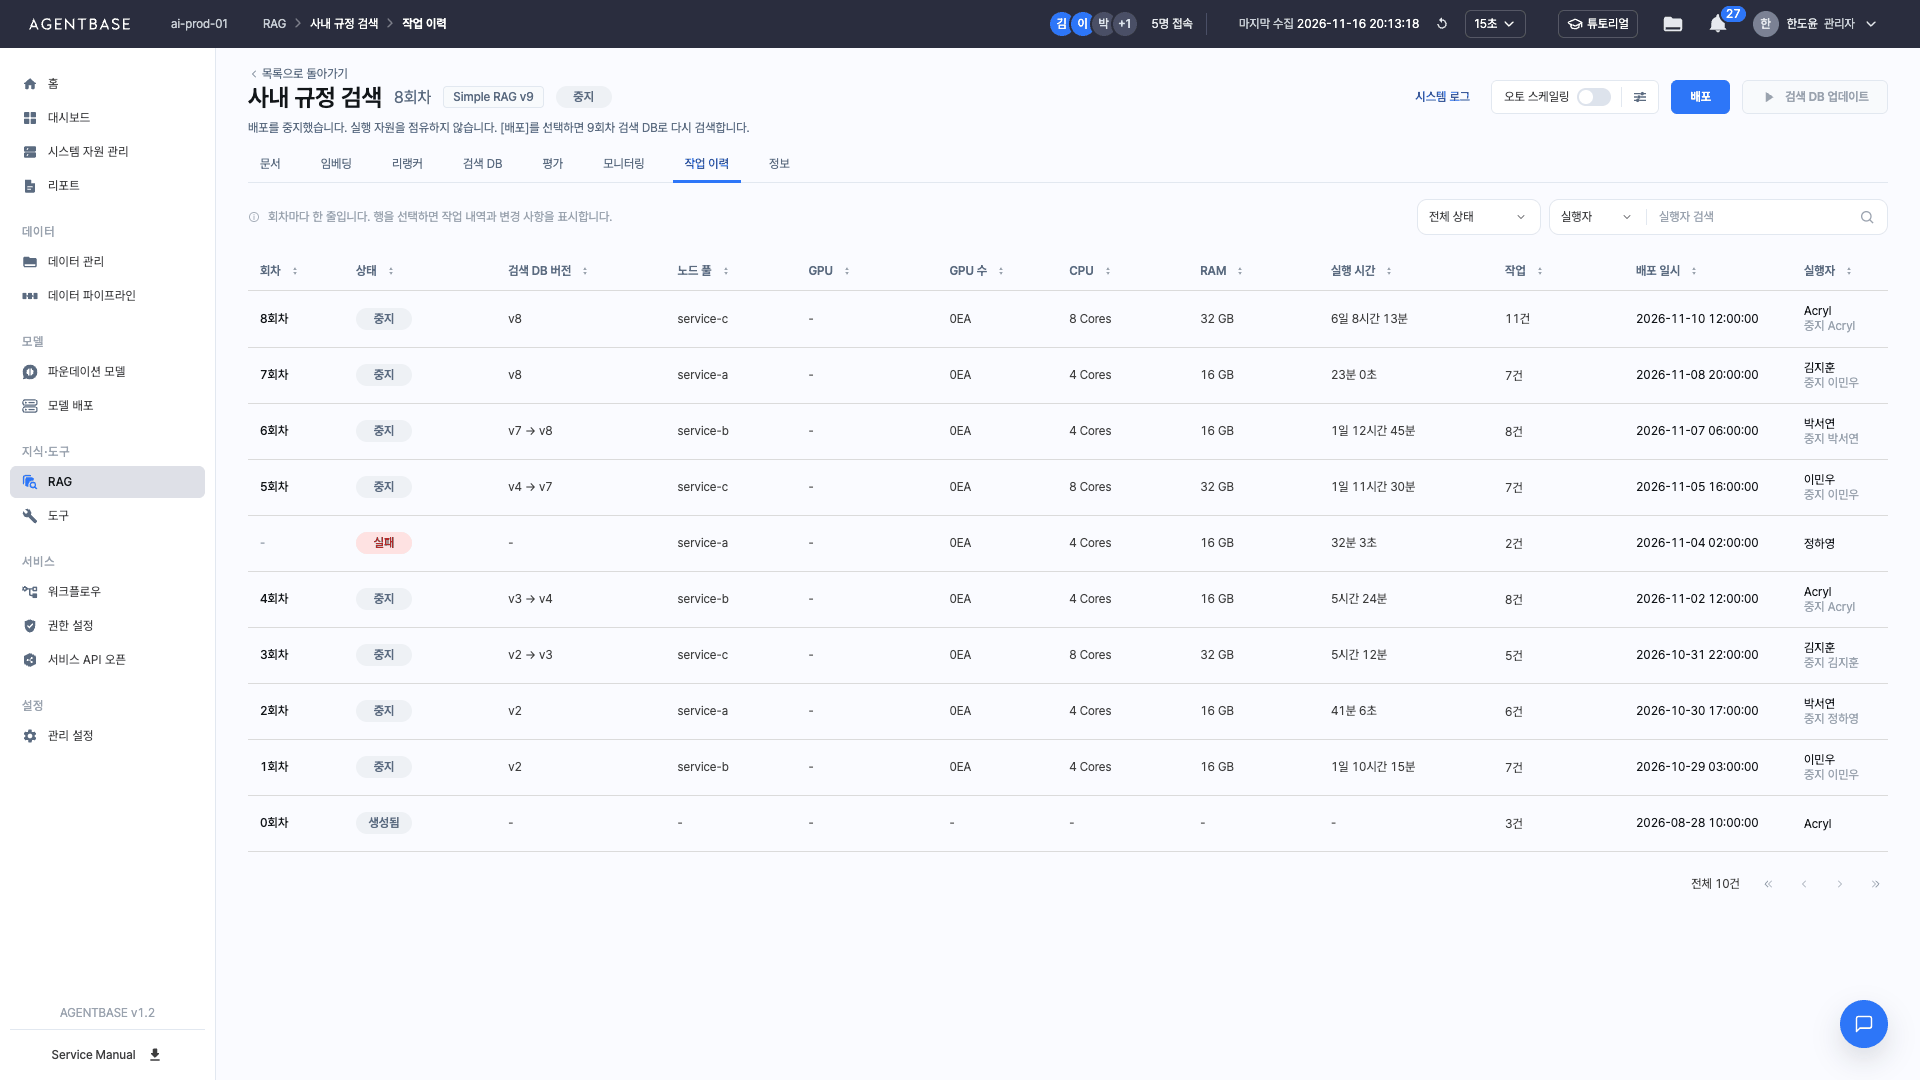 AGENTBASE
ai-prod-01
RAG 사내 규정 검색 작업 이력
김 이 박 +1 5명 접속
마지막 수집 2026-11-16 20:13:18
15초
튜토리얼
27
한 한도윤 관리자
홈
대시보드
시스템 자원 관리
리포트
데이터
데이터 관리
데이터 파이프라인
모델
파운데이션 모델
모델 배포
지식·도구
RAG
도구
서비스
워크플로우
권한 설정
서비스 API 오픈
설정
관리 설정
AGENTBASE v1.2
Service Manual
목록으로 돌아가기
사내 규정 검색 8회차 Simple RAG v9 중지
배포를 중지했습니다. 실행 자원을 점유하지 않습니다. [배포]를 선택하면 9회차 검색 DB로 다시 검색합니다.
시스템 로그
오토 스케일링
배포
검색 DB 업데이트
문서 임베딩 리랭커 검색 DB 평가 모니터링 작업 이력 정보
회차마다 한 줄입니다. 행을 선택하면 작업 내역과 변경 사항을 표시합니다.
전체 상태
실행자
실행자 검색
회차 상태 검색 DB 버전 노드 풀 GPU GPU 수 CPU RAM 실행 시간 작업 배포 일시 실행자
8회차 중지 v8 service-c - 0EA 8 Cores 32 GB 6일 8시간 13분 11건 2026-11-10 12:00:00 Acryl
중지 Acryl
7회차 중지 v8 service-a - 0EA 4 Cores 16 GB 23분 0초 7건 2026-11-08 20:00:00 김지훈
중지 이민우
6회차 중지 v7 → v8 service-b - 0EA 4 Cores 16 GB 1일 12시간 45분 8건 2026-11-07 06:00:00 박서연
중지 박서연
5회차 중지 v4 → v7 service-c - 0EA 8 Cores 32 GB 1일 11시간 30분 7건 2026-11-05 16:00:00 이민우
중지 이민우
- 실패 - service-a - 0EA 4 Cores 16 GB 32분 3초 2건 2026-11-04 02:00:00 정하영
4회차 중지 v3 → v4 service-b - 0EA 4 Cores 16 GB 5시간 24분 8건 2026-11-02 12:00:00 Acryl
중지 Acryl
3회차 중지 v2 → v3 service-c - 0EA 8 Cores 32 GB 5시간 12분 5건 2026-10-31 22:00:00 김지훈
중지 김지훈
2회차 중지 v2 service-a - 0EA 4 Cores 16 GB 41분 6초 6건 2026-10-30 17:00:00 박서연
중지 정하영
1회차 중지 v2 service-b - 0EA 4 Cores 16 GB 1일 10시간 15분 7건 2026-10-29 03:00:00 이민우
중지 이민우
0회차 생성됨 - - - - - - - 3건 2026-08-28 10:00:00 Acryl
전체 10건